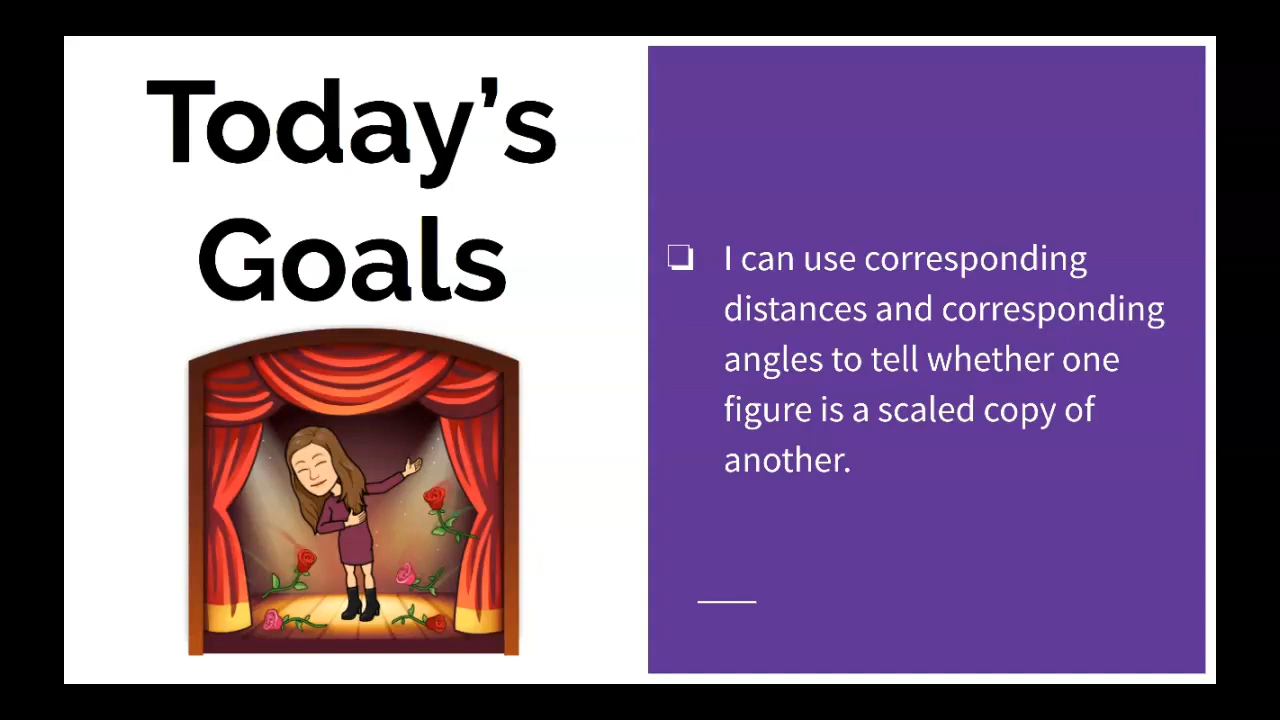 Today's
Goals
❏ I can use corresponding
distances and corresponding
angles to tell whether one
figure is a scaled copy of
another.